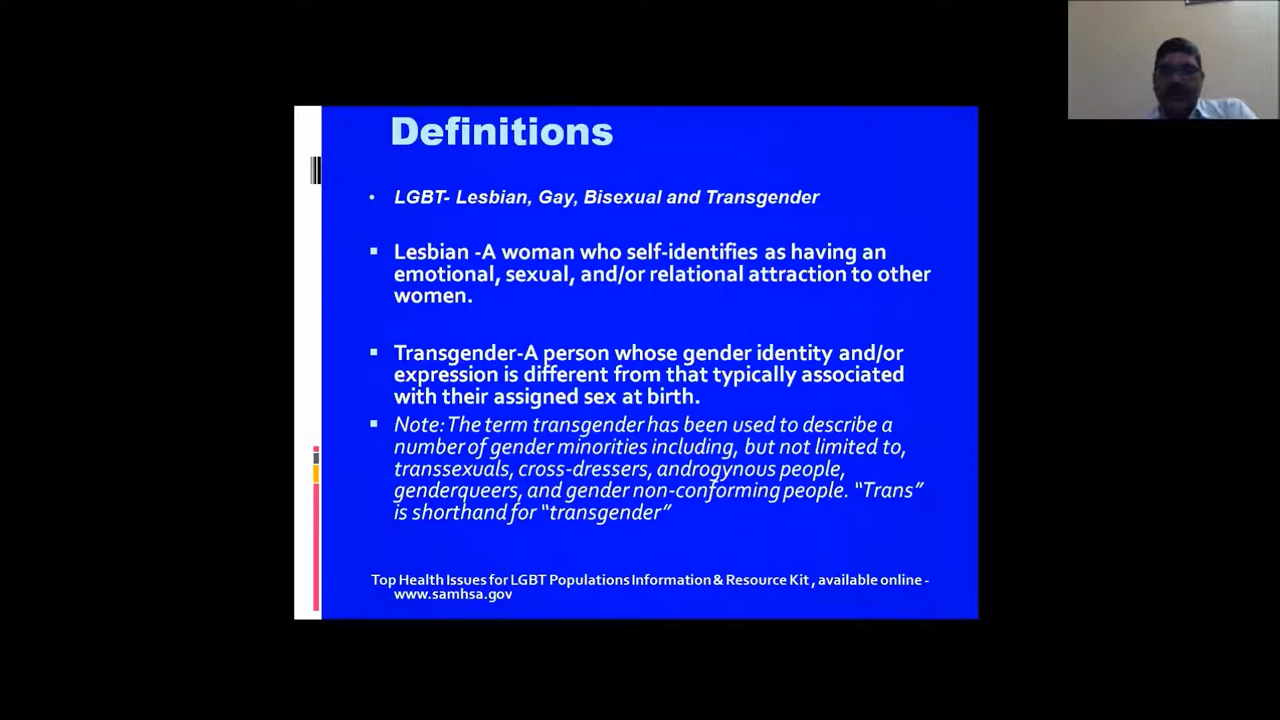 Definitions
• LGBT- Lesbian, Gay, Bisexual and Transgender
▪ Lesbian -A woman who self-identifies as having an
emotional, sexual, and/or relational attraction to other
women.
▪ Transgender-A person whose gender identity and/or
expression is different from that typically associated
with their assigned sex at birth.
▪ Note: The term transgender has been used to describe a
number of gender minorities including, but not limited to,
transsexuals, cross-dressers, androgynous people,
genderqueers, and gender non-conforming people. “Trans”
is shorthand for “transgender”
Top Health Issues for LGBT Populations Information & Resource Kit , available online -
www.samhsa.gov